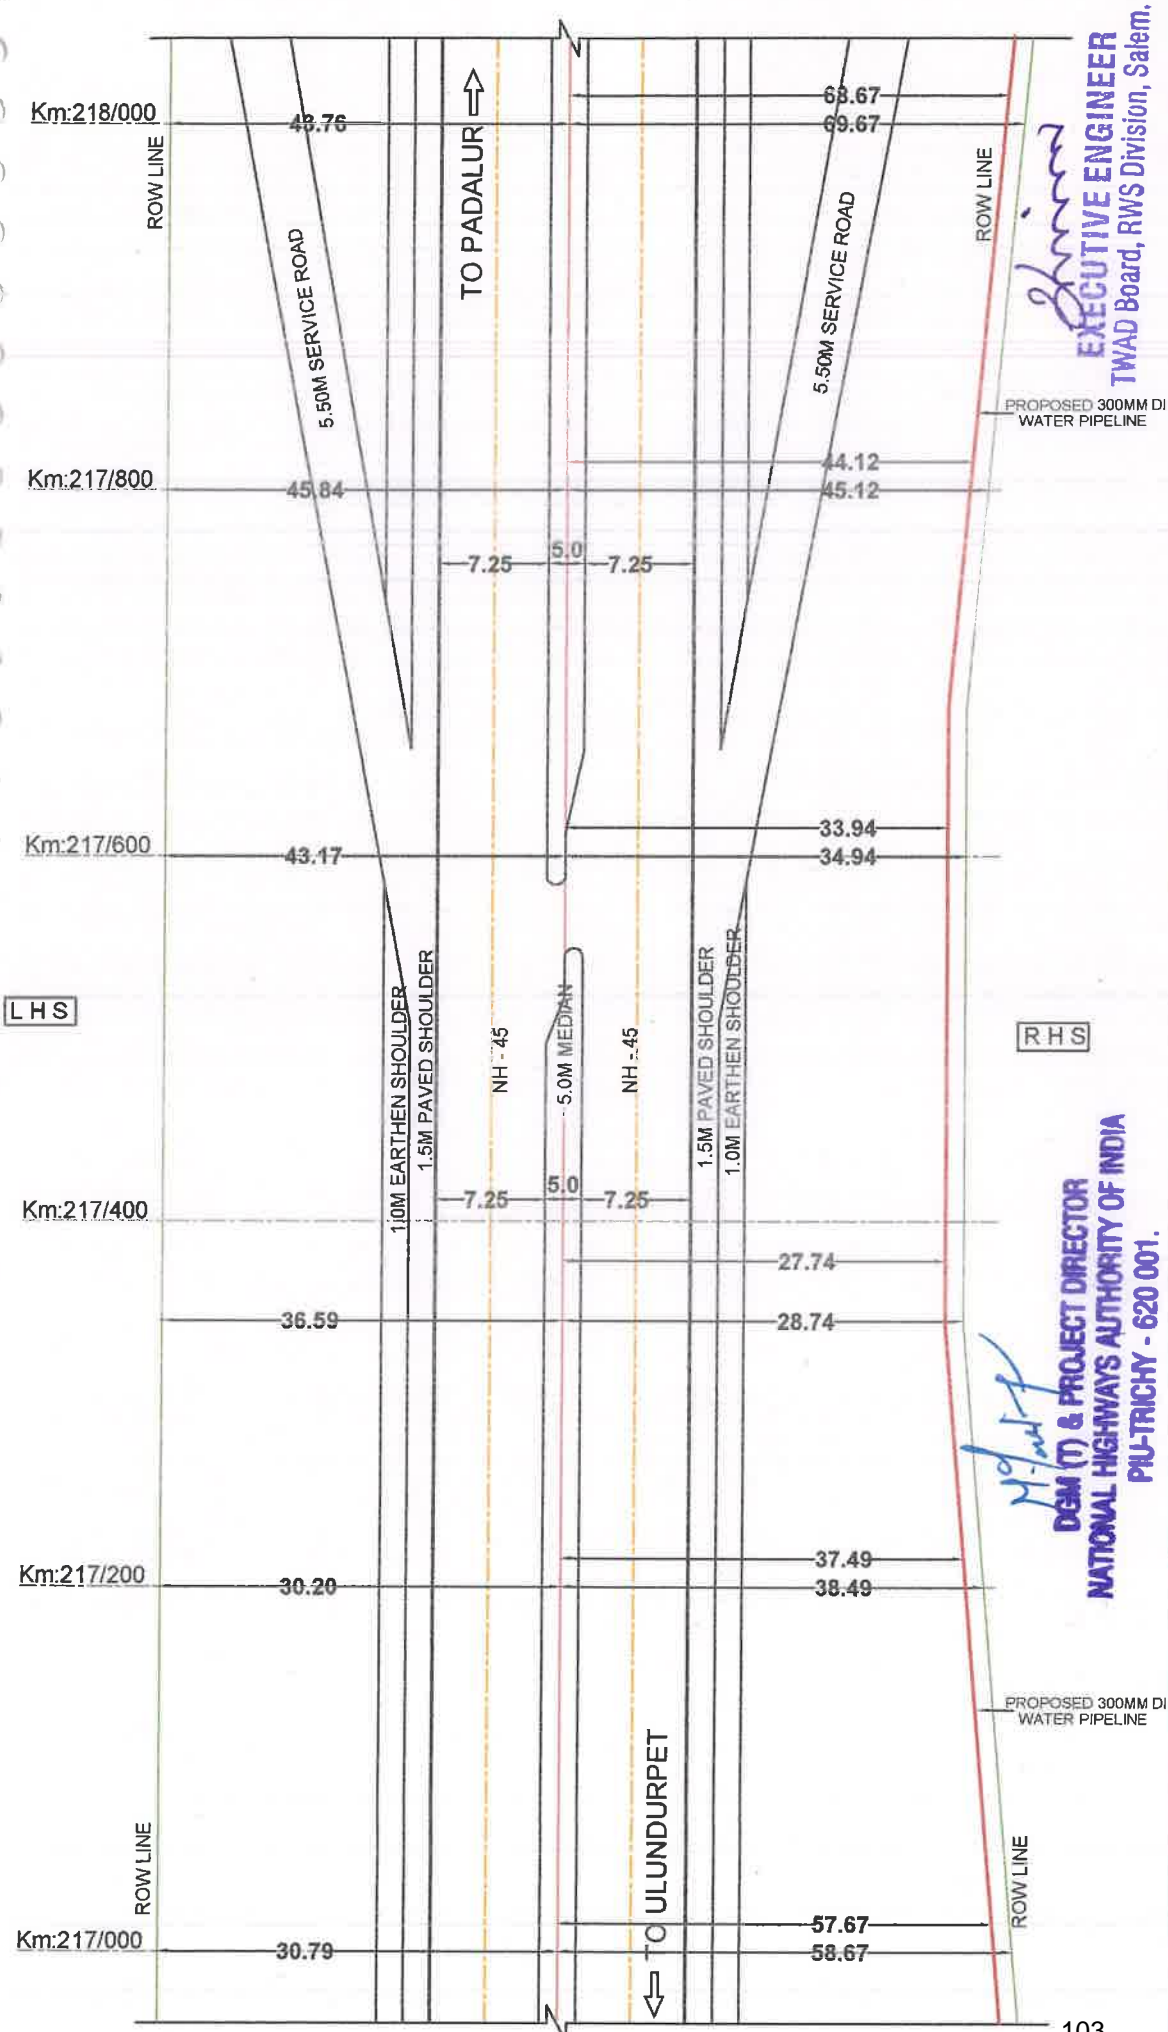 Km:218/000
ROW LINE
48.76
TO PADALUR
68.67
69.67
ROW LINE
EXECUTIVE ENGINEER
TWAD Board, RWS Division, Salem.
5.50M SERVICE ROAD
5.50M SERVICE ROAD
PROPOSED 300MM DI
WATER PIPELINE
Km:217/800
45.84
44.12
45.12
7.25
5.0
7.25
Km:217/600
43.17
33.94
34.94
LHS
1.0M EARTHEN SHOULDER
1.5M PAVED SHOULDER
NH - 45
5.0M MEDIAN
NH - 45
1.5M PAVED SHOULDER
1.0M EARTHEN SHOULDER
RHS
Km:217/400
7.25
5.0
7.25
27.74
36.59
28.74
DGM (T) & PROJECT DIRECTOR
NATIONAL HIGHWAYS AUTHORITY OF INDIA
PIU-TRICHY - 620 001.
Km:217/200
30.20
37.49
38.49
PROPOSED 300MM DI
WATER PIPELINE
ROW LINE
TO ULUNDURPET
ROW LINE
Km:217/000
30.79
57.67
58.67
103